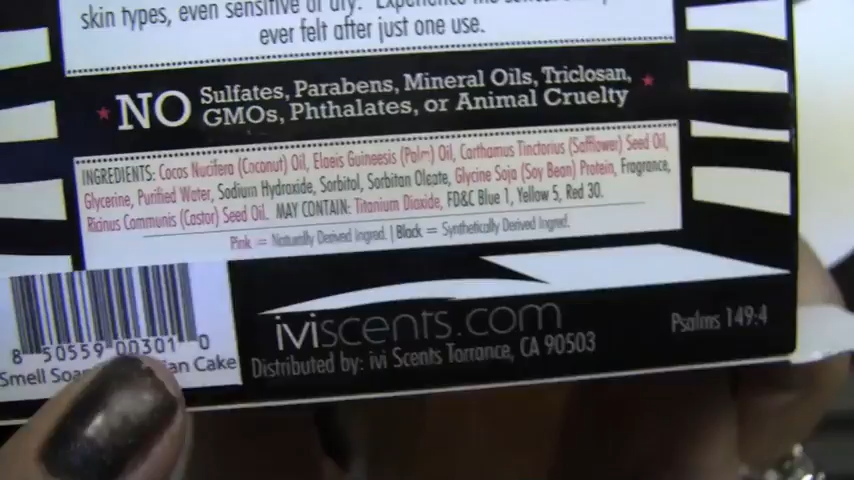 skin types, even sensitive or dry. Experience the
ever felt after just one use.
NO Sulfates, Parabens, Mineral Oils, Triclosan,
GMOs, Phthalates, or Animal Cruelty
INGREDIENTS: Cocos Nucifera (Coconut) Oil, Elaeis Guineesis (Palm) Oil, Carthamus Tinctorius (Safflower) Seed Oil,
Glycerine, Purified Water, Sodium Hydroxide, Sorbitol, Sorbitan Oleate, Glycine Soja (Soy Bean) Protein, Fragrance,
Ricinus Communis (Castor) Seed Oil. MAY CONTAIN: Titanium Dioxide, FD&C Blue 1, Yellow 5, Red 30.
Pink = Naturally Derived Ingred. | Black = Synthetically Derived Ingred.
8 50559 00301 0
Smell Soap an Cake
iviscents.com
Distributed by: ivi Scents Torrance, CA 90503
Psalms 149:4